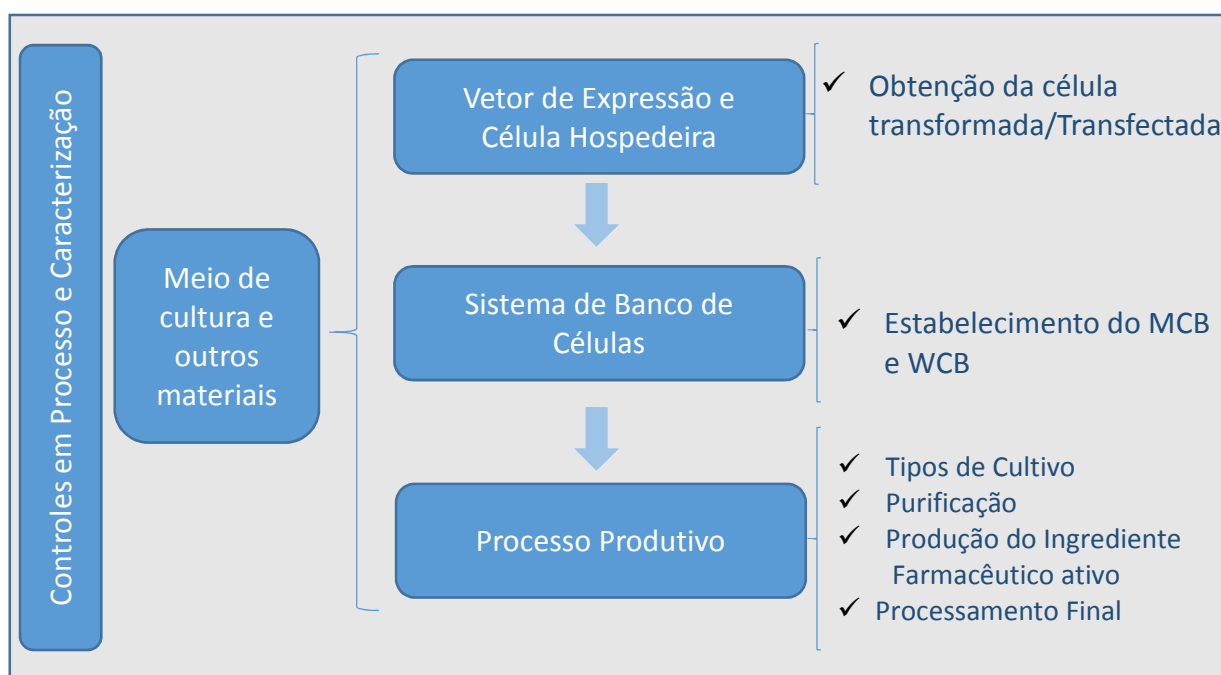 Controles em Processo e Caracterização
Meio de
cultura e
outros
materiais
Vetor de Expressão e
Célula Hospedeira
Obtenção da célula
transformada/Transfectada
Sistema de Banco de
Células
Estabelecimento do MCB
e WCB
Processo Produtivo
Tipos de Cultivo
Purificação
Produção do Ingrediente
Farmacêutico ativo
Processamento Final